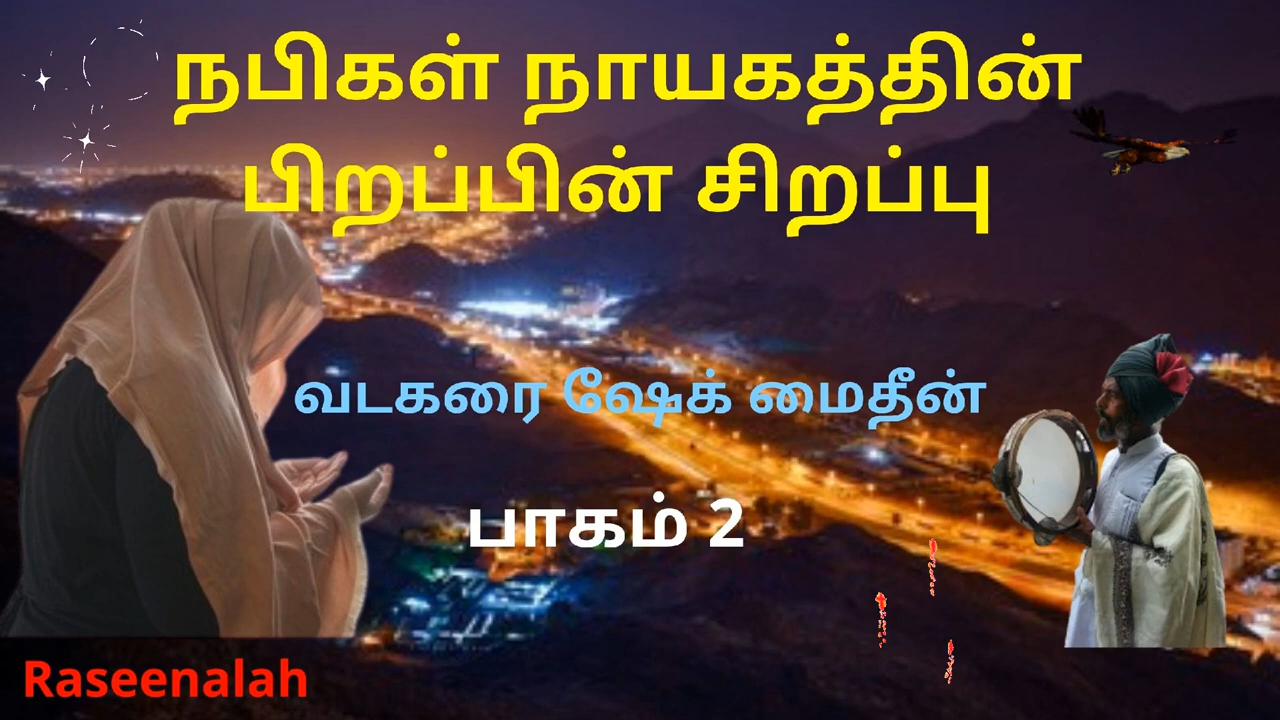 நபிகள் நாயகத்தின்
பிறப்பின் சிறப்பு
வடகரை ஷேக் மைதீன்
பாகம் 2
Raseenalah